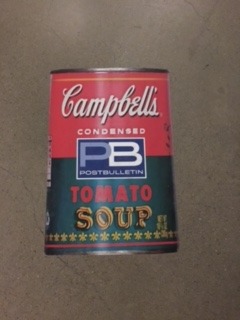 Campbell's
CONDENSED
PB
POSTBULLETIN
TOMATO
SOUP